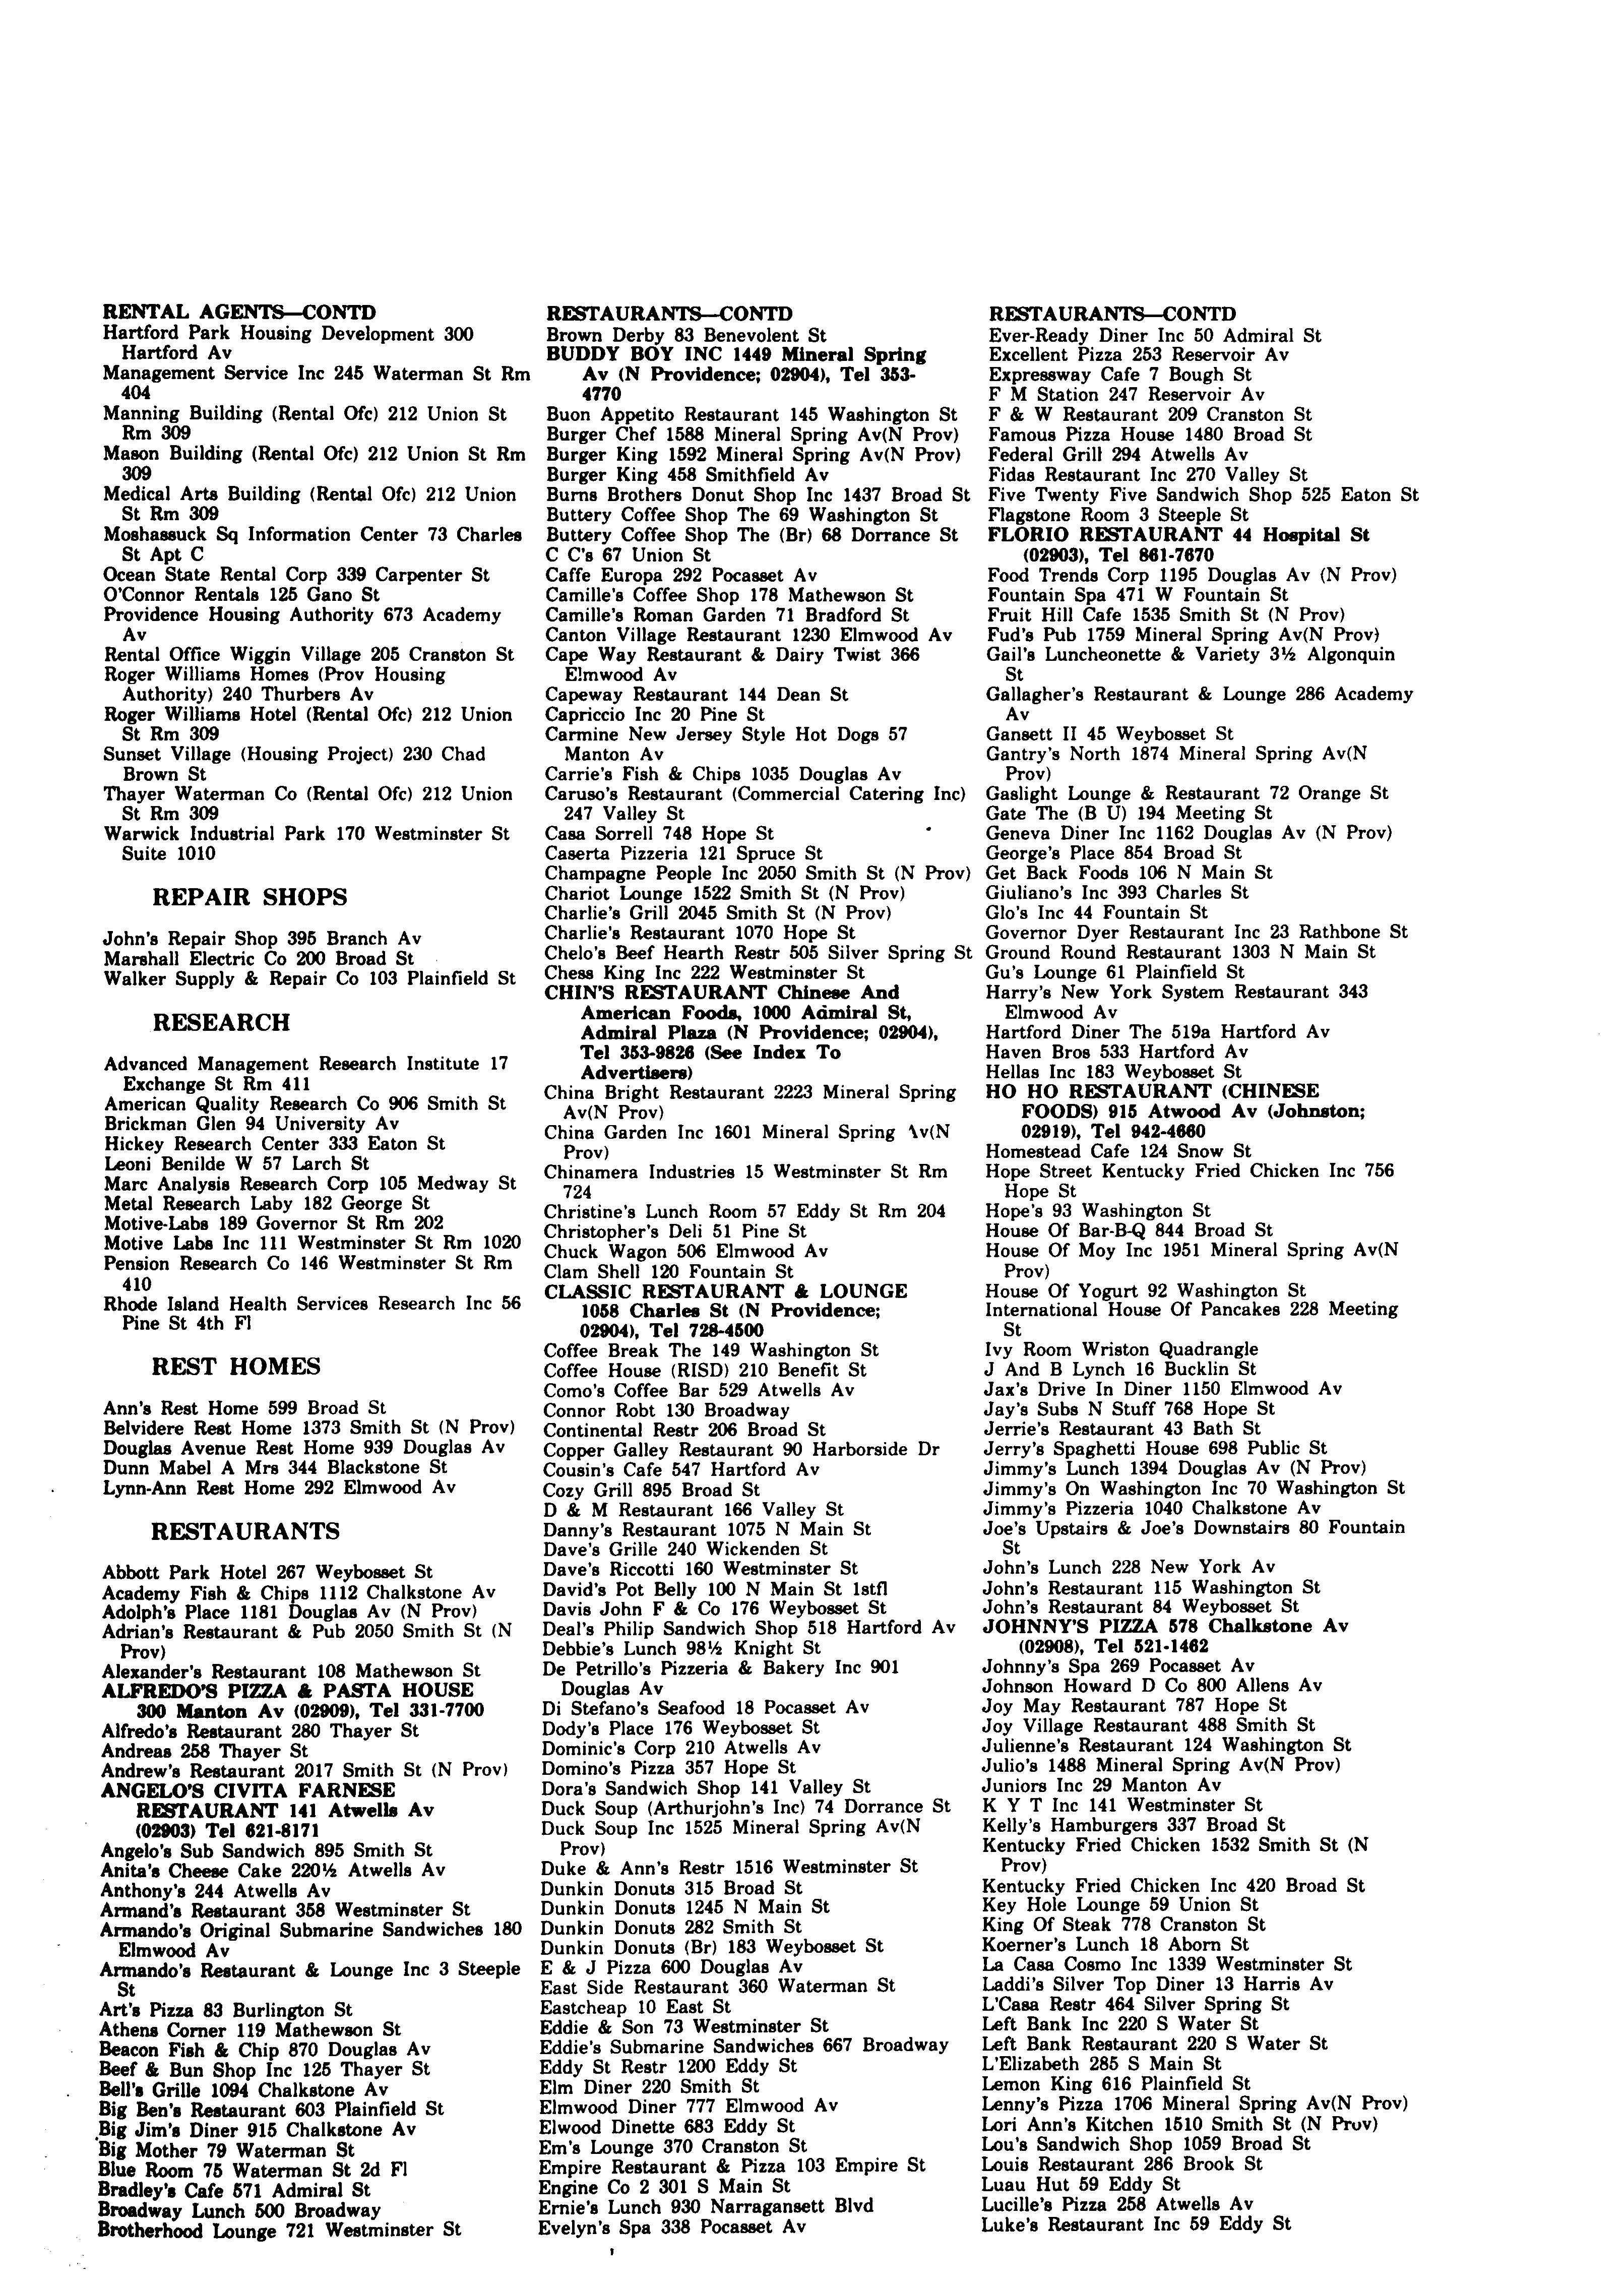 RENTAL AGENTS—CONTD
Hartford Park Housing Development 300
Hartford Av
Management Service Inc 245 Waterman St Rm
404
Manning Building (Rental Ofc) 212 Union St
Rm 309
Mason Building (Rental Ofc) 212 Union St Rm
309
Medical Arts Building (Rental Ofc) 212 Union
St Rm 309
Moshassuck Sq Information Center 73 Charles
St Apt C
Ocean State Rental Corp 339 Carpenter St
O'Connor Rentals 125 Gano St
Providence Housing Authority 673 Academy
Av
Rental Office Wiggin Village 205 Cranston St
Roger Williams Homes (Prov Housing
Authority) 240 Thurbers Av
Roger Williams Hotel (Rental Ofc) 212 Union
St Rm 309
Sunset Village (Housing Project) 230 Chad
Brown St
Thayer Waterman Co (Rental Ofc) 212 Union
St Rm 309
Warwick Industrial Park 170 Westminster St
Suite 1010
REPAIR SHOPS
John's Repair Shop 395 Branch Av
Marshall Electric Co 200 Broad St
Walker Supply & Repair Co 103 Plainfield St
RESEARCH
Advanced Management Research Institute 17
Exchange St Rm 411
American Quality Research Co 906 Smith St
Brickman Glen 94 University Av
Hickey Research Center 333 Eaton St
Leoni Benilde W 57 Larch St
Marc Analysis Research Corp 105 Medway St
Metal Research Laby 182 George St
Motive-Labs 189 Governor St Rm 202
Motive Labs Inc 111 Westminster St Rm 1020
Pension Research Co 146 Westminster St Rm
410
Rhode Island Health Services Research Inc 56
Pine St 4th Fl
REST HOMES
Ann's Rest Home 599 Broad St
Belvidere Rest Home 1373 Smith St (N Prov)
Douglas Avenue Rest Home 939 Douglas Av
Dunn Mabel A Mrs 344 Blackstone St
Lynn-Ann Rest Home 292 Elmwood Av
RESTAURANTS
Abbott Park Hotel 267 Weybosset St
Academy Fish & Chips 1112 Chalkstone Av
Adolph's Place 1181 Douglas Av (N Prov)
Adrian's Restaurant & Pub 2050 Smith St (N
Prov)
Alexander's Restaurant 108 Mathewson St
ALFREDO'S PIZZA & PASTA HOUSE
300 Manton Av (02909), Tel 331-7700
Alfredo's Restaurant 280 Thayer St
Andreas 258 Thayer St
Andrew's Restaurant 2017 Smith St (N Prov)
ANGELO'S CIVITA FARNESE
RESTAURANT 141 Atwells Av
(02903) Tel 621-8171
Angelo's Sub Sandwich 895 Smith St
Anita's Cheese Cake 220½ Atwells Av
Anthony's 244 Atwells Av
Armand's Restaurant 358 Westminster St
Armando's Original Submarine Sandwiches 180
Elmwood Av
Armando's Restaurant & Lounge Inc 3 Steeple
St
Art's Pizza 83 Burlington St
Athens Corner 119 Mathewson St
Beacon Fish & Chip 870 Douglas Av
Beef & Bun Shop Inc 125 Thayer St
Bell's Grille 1094 Chalkstone Av
Big Ben's Restaurant 603 Plainfield St
Big Jim's Diner 915 Chalkstone Av
Big Mother 79 Waterman St
Blue Room 75 Waterman St 2d Fl
Bradley's Cafe 571 Admiral St
Broadway Lunch 500 Broadway
Brotherhood Lounge 721 Westminster St
RESTAURANTS—CONTD
Brown Derby 83 Benevolent St
BUDDY BOY INC 1449 Mineral Spring
Av (N Providence; 02904), Tel 353-
4770
Buon Appetito Restaurant 145 Washington St
Burger Chef 1588 Mineral Spring Av(N Prov)
Burger King 1592 Mineral Spring Av(N Prov)
Burger King 458 Smithfield Av
Burns Brothers Donut Shop Inc 1437 Broad St
Buttery Coffee Shop The 69 Washington St
Buttery Coffee Shop The (Br) 68 Dorrance St
C C's 67 Union St
Caffe Europa 292 Pocasset Av
Camille's Coffee Shop 178 Mathewson St
Camille's Roman Garden 71 Bradford St
Canton Village Restaurant 1230 Elmwood Av
Cape Way Restaurant & Dairy Twist 366
Elmwood Av
Capeway Restaurant 144 Dean St
Capriccio Inc 20 Pine St
Carmine New Jersey Style Hot Dogs 57
Manton Av
Carrie's Fish & Chips 1035 Douglas Av
Caruso's Restaurant (Commercial Catering Inc)
247 Valley St
Casa Sorrell 748 Hope St
Caserta Pizzeria 121 Spruce St
Champagne People Inc 2050 Smith St (N Prov)
Chariot Lounge 1522 Smith St (N Prov)
Charlie's Grill 2045 Smith St (N Prov)
Charlie's Restaurant 1070 Hope St
Chelo's Beef Hearth Restr 505 Silver Spring St
Chess King Inc 222 Westminster St
CHIN'S RESTAURANT Chinese And
American Foods, 1000 Admiral St,
Admiral Plaza (N Providence; 02904),
Tel 353-9826 (See Index To
Advertisers)
China Bright Restaurant 2223 Mineral Spring
Av(N Prov)
China Garden Inc 1601 Mineral Spring Av(N
Prov)
Chinamera Industries 15 Westminster St Rm
724
Christine's Lunch Room 57 Eddy St Rm 204
Christopher's Deli 51 Pine St
Chuck Wagon 506 Elmwood Av
Clam Shell 120 Fountain St
CLASSIC RESTAURANT & LOUNGE
1058 Charles St (N Providence;
02904), Tel 728-4500
Coffee Break The 149 Washington St
Coffee House (RISD) 210 Benefit St
Como's Coffee Bar 529 Atwells Av
Connor Robt 130 Broadway
Continental Restr 206 Broad St
Copper Galley Restaurant 90 Harborside Dr
Cousin's Cafe 547 Hartford Av
Cozy Grill 895 Broad St
D & M Restaurant 166 Valley St
Danny's Restaurant 1075 N Main St
Dave's Grille 240 Wickenden St
Dave's Riccotti 160 Westminster St
David's Pot Belly 100 N Main St 1stfl
Davis John F & Co 176 Weybosset St
Deal's Philip Sandwich Shop 518 Hartford Av
Debbie's Lunch 98½ Knight St
De Petrillo's Pizzeria & Bakery Inc 901
Douglas Av
Di Stefano's Seafood 18 Pocasset Av
Dody's Place 176 Weybosset St
Dominic's Corp 210 Atwells Av
Domino's Pizza 357 Hope St
Dora's Sandwich Shop 141 Valley St
Duck Soup (Arthurjohn's Inc) 74 Dorrance St
Duck Soup Inc 1525 Mineral Spring Av(N
Prov)
Duke & Ann's Restr 1516 Westminster St
Dunkin Donuts 315 Broad St
Dunkin Donuts 1245 N Main St
Dunkin Donuts 282 Smith St
Dunkin Donuts (Br) 183 Weybosset St
E & J Pizza 600 Douglas Av
East Side Restaurant 360 Waterman St
Eastcheap 10 East St
Eddie & Son 73 Westminster St
Eddie's Submarine Sandwiches 667 Broadway
Eddy St Restr 1200 Eddy St
Elm Diner 220 Smith St
Elmwood Diner 777 Elmwood Av
Elwood Dinette 683 Eddy St
Em's Lounge 370 Cranston St
Empire Restaurant & Pizza 103 Empire St
Engine Co 2 301 S Main St
Ernie's Lunch 930 Narragansett Blvd
Evelyn's Spa 338 Pocasset Av
RESTAURANTS—CONTD
Ever-Ready Diner Inc 50 Admiral St
Excellent Pizza 253 Reservoir Av
Expressway Cafe 7 Bough St
F M Station 247 Reservoir Av
F & W Restaurant 209 Cranston St
Famous Pizza House 1480 Broad St
Federal Grill 294 Atwells Av
Fidas Restaurant Inc 270 Valley St
Five Twenty Five Sandwich Shop 525 Eaton St
Flagstone Room 3 Steeple St
FLORIO RESTAURANT 44 Hospital St
(02903), Tel 861-7670
Food Trends Corp 1195 Douglas Av (N Prov)
Fountain Spa 471 W Fountain St
Fruit Hill Cafe 1535 Smith St (N Prov)
Fud's Pub 1759 Mineral Spring Av(N Prov)
Gail's Luncheonette & Variety 3½ Algonquin
St
Gallagher's Restaurant & Lounge 286 Academy
Av
Gansett II 45 Weybosset St
Gantry's North 1874 Mineral Spring Av(N
Prov)
Gaslight Lounge & Restaurant 72 Orange St
Gate The (B U) 194 Meeting St
Geneva Diner Inc 1162 Douglas Av (N Prov)
George's Place 854 Broad St
Get Back Foods 106 N Main St
Giuliano's Inc 393 Charles St
Glo's Inc 44 Fountain St
Governor Dyer Restaurant Inc 23 Rathbone St
Ground Round Restaurant 1303 N Main St
Gu's Lounge 61 Plainfield St
Harry's New York System Restaurant 343
Elmwood Av
Hartford Diner The 519a Hartford Av
Haven Bros 533 Hartford Av
Hellas Inc 183 Weybosset St
HO HO RESTAURANT (CHINESE
FOODS) 915 Atwood Av (Johnston;
02919), Tel 942-4660
Homestead Cafe 124 Snow St
Hope Street Kentucky Fried Chicken Inc 756
Hope St
Hope's 93 Washington St
House Of Bar-B-Q 844 Broad St
House Of Moy Inc 1951 Mineral Spring Av(N
Prov)
House Of Yogurt 92 Washington St
International House Of Pancakes 228 Meeting
St
Ivy Room Wriston Quadrangle
J And B Lynch 16 Bucklin St
Jax's Drive In Diner 1150 Elmwood Av
Jay's Subs N Stuff 768 Hope St
Jerrie's Restaurant 43 Bath St
Jerry's Spaghetti House 698 Public St
Jimmy's Lunch 1394 Douglas Av (N Prov)
Jimmy's On Washington Inc 70 Washington St
Jimmy's Pizzeria 1040 Chalkstone Av
Joe's Upstairs & Joe's Downstairs 80 Fountain
St
John's Lunch 228 New York Av
John's Restaurant 115 Washington St
John's Restaurant 84 Weybosset St
JOHNNY'S PIZZA 578 Chalkstone Av
(02908), Tel 521-1462
Johnny's Spa 269 Pocasset Av
Johnson Howard D Co 800 Allens Av
Joy May Restaurant 787 Hope St
Joy Village Restaurant 488 Smith St
Julienne's Restaurant 124 Washington St
Julio's 1488 Mineral Spring Av(N Prov)
Juniors Inc 29 Manton Av
K Y T Inc 141 Westminster St
Kelly's Hamburgers 337 Broad St
Kentucky Fried Chicken 1532 Smith St (N
Prov)
Kentucky Fried Chicken Inc 420 Broad St
Key Hole Lounge 59 Union St
King Of Steak 778 Cranston St
Koerner's Lunch 18 Aborn St
La Casa Cosmo Inc 1339 Westminster St
Laddi's Silver Top Diner 13 Harris Av
L'Casa Restr 464 Silver Spring St
Left Bank Inc 220 S Water St
Left Bank Restaurant 220 S Water St
L'Elizabeth 285 S Main St
Lemon King 616 Plainfield St
Lenny's Pizza 1706 Mineral Spring Av(N Prov)
Lori Ann's Kitchen 1510 Smith St (N Prov)
Lou's Sandwich Shop 1059 Broad St
Louis Restaurant 286 Brook St
Luau Hut 59 Eddy St
Lucille's Pizza 258 Atwells Av
Luke's Restaurant Inc 59 Eddy St